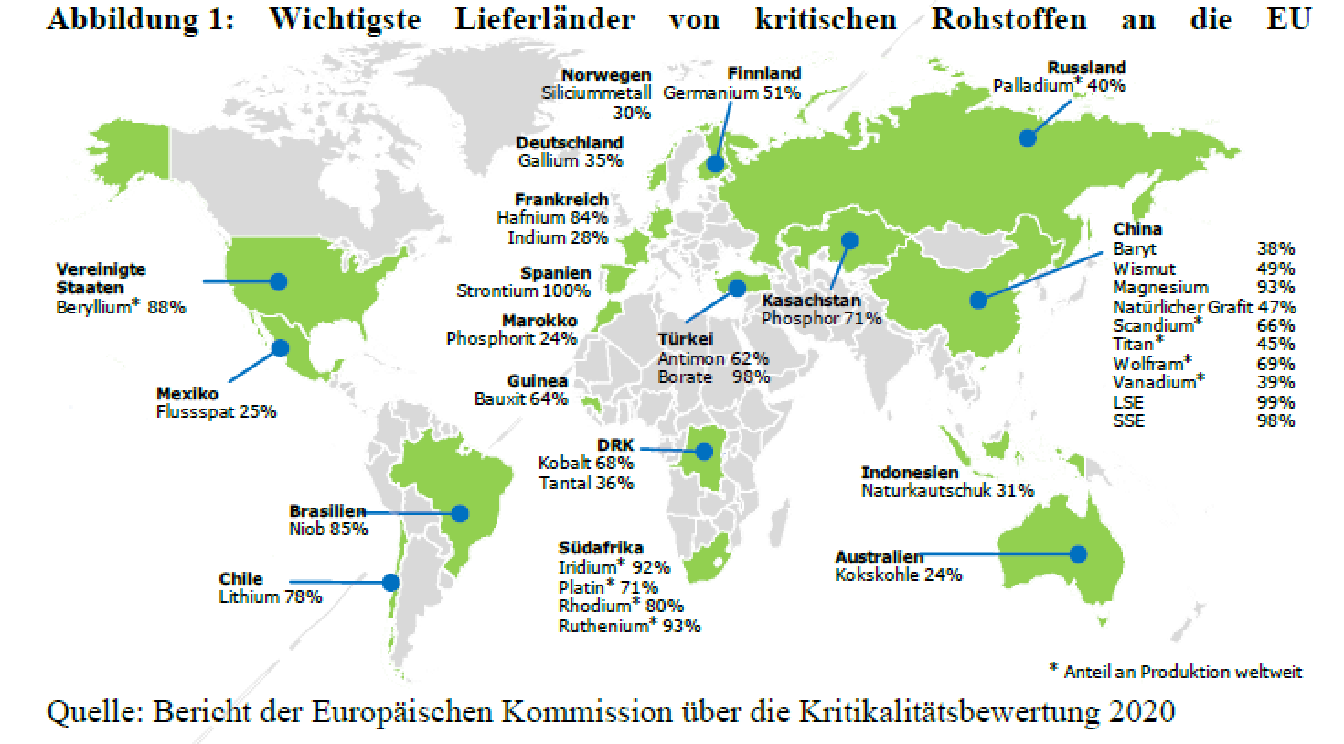 Abbildung 1: Wichtigste Lieferländer von kritischen Rohstoffen an die EU
Norwegen
Siliciummetall
30%
Finnland
Germanium 51%
Russland
Palladium* 40%
Deutschland
Gallium 35%
Frankreich
Hafnium 84%
Indium 28%
Spanien
Strontium 100%
Marokko
Phosphorit 24%
Guinea
Bauxit 64%
Vereinigte
Staaten
Beryllium* 88%
Mexiko
Flussspat 25%
Türkei
Antimon 62%
Borate 98%
Kasachstan
Phosphor 71%
China
Baryt 38%
Wismut 49%
Magnesium 93%
Natürlicher Grafit 47%
Scandium* 66%
Titan* 45%
Wolfram* 69%
Vanadium* 39%
LSE 99%
SSE 98%
DRK
Kobalt 68%
Tantal 36%
Indonesien
Naturkautschuk 31%
Brasilien
Niob 85%
Chile
Lithium 78%
Südafrika
Iridium* 92%
Platin* 71%
Rhodium* 80%
Ruthenium* 93%
Australien
Kokskohle 24%
* Anteil an Produktion weltweit
Quelle: Bericht der Europäischen Kommission über die Kritikalitätsbewertung 2020